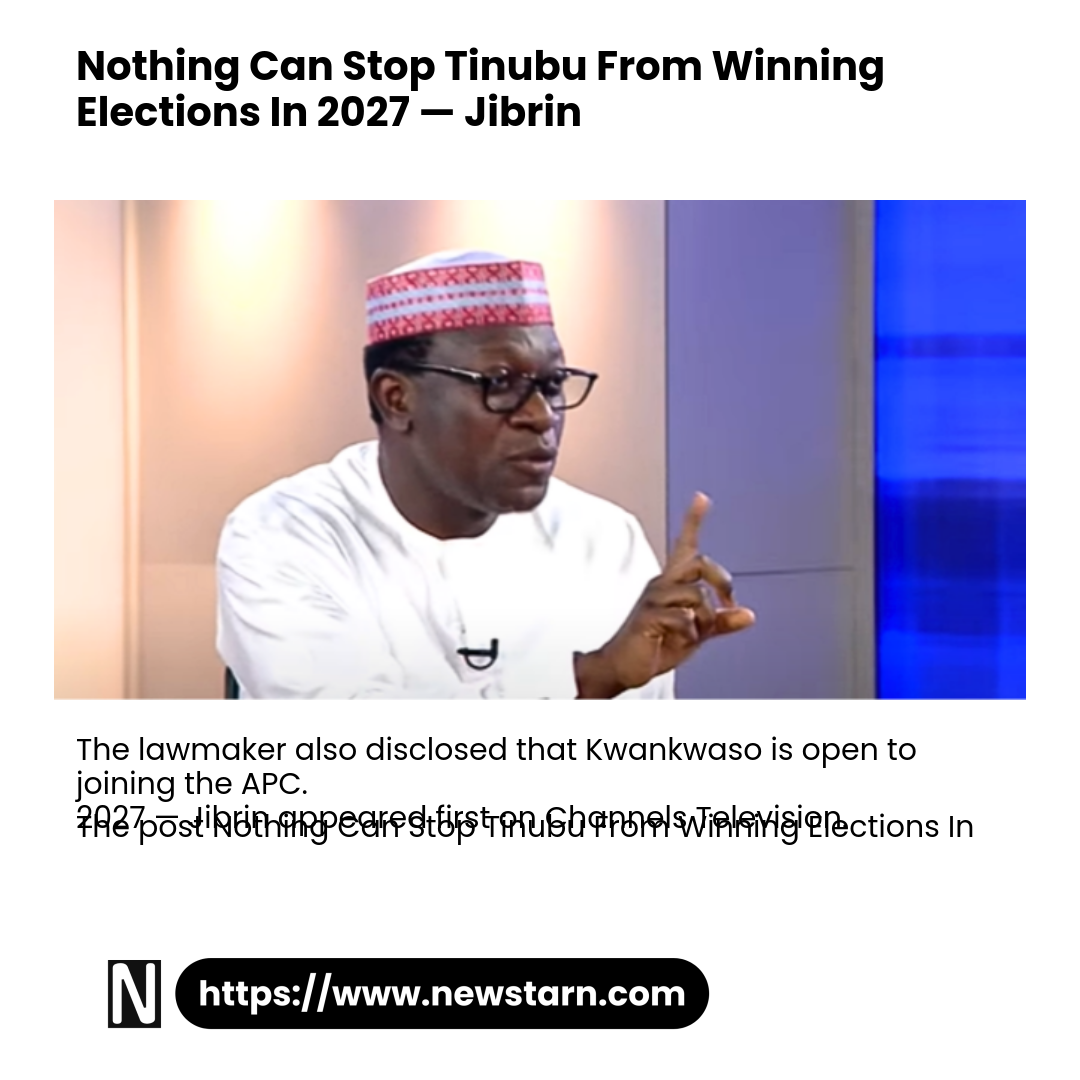 Nothing Can Stop Tinubu From Winning
Elections In 2027 — Jibrin
The lawmaker also disclosed that Kwankwaso is open to
joining the APC.
The post Nothing Can Stop Tinubu From Winning Elections In
2027 — Jibrin appeared first on Channels Television.
N
https://www.newstarn.com